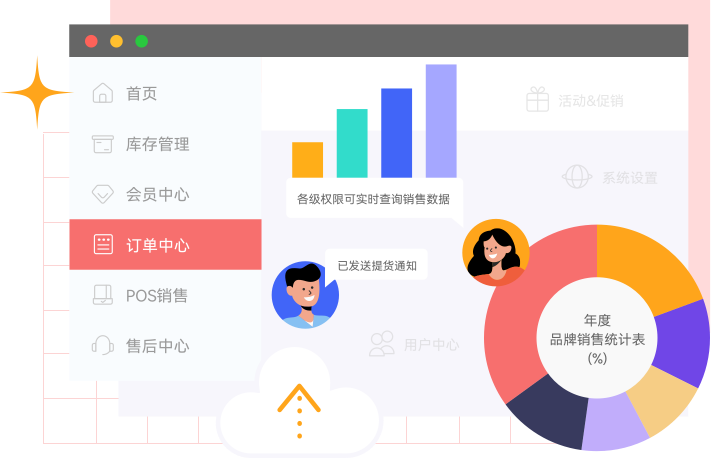 首页
库存管理
会员中心
订单中心
POS销售
售后中心
活动&促销
系统设置
各级权限可实时查询销售数据
已发送提货通知
用户中心
年度
品牌销售统计表
(%)